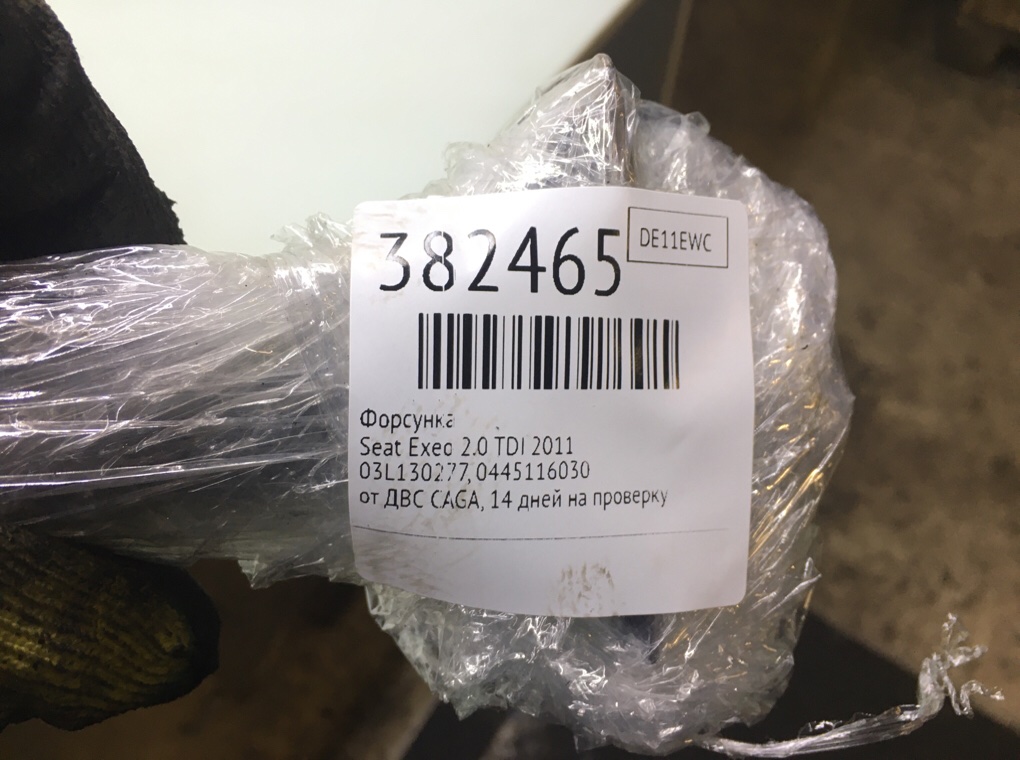 382465
DE11EWC
Форсунка
Seat Exeo 2.0 TDI 2011
03L130277, 0445116030
от ДВС CAGA, 14 дней на проверку